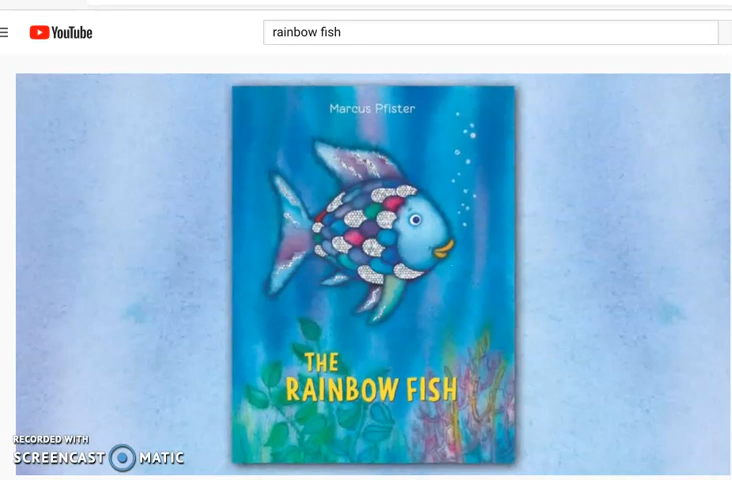 YouTube
rainbow fish
Marcus Pfister
THE
RAINBOW FISH
RECORDED WITH
SCREENCAST MATIC